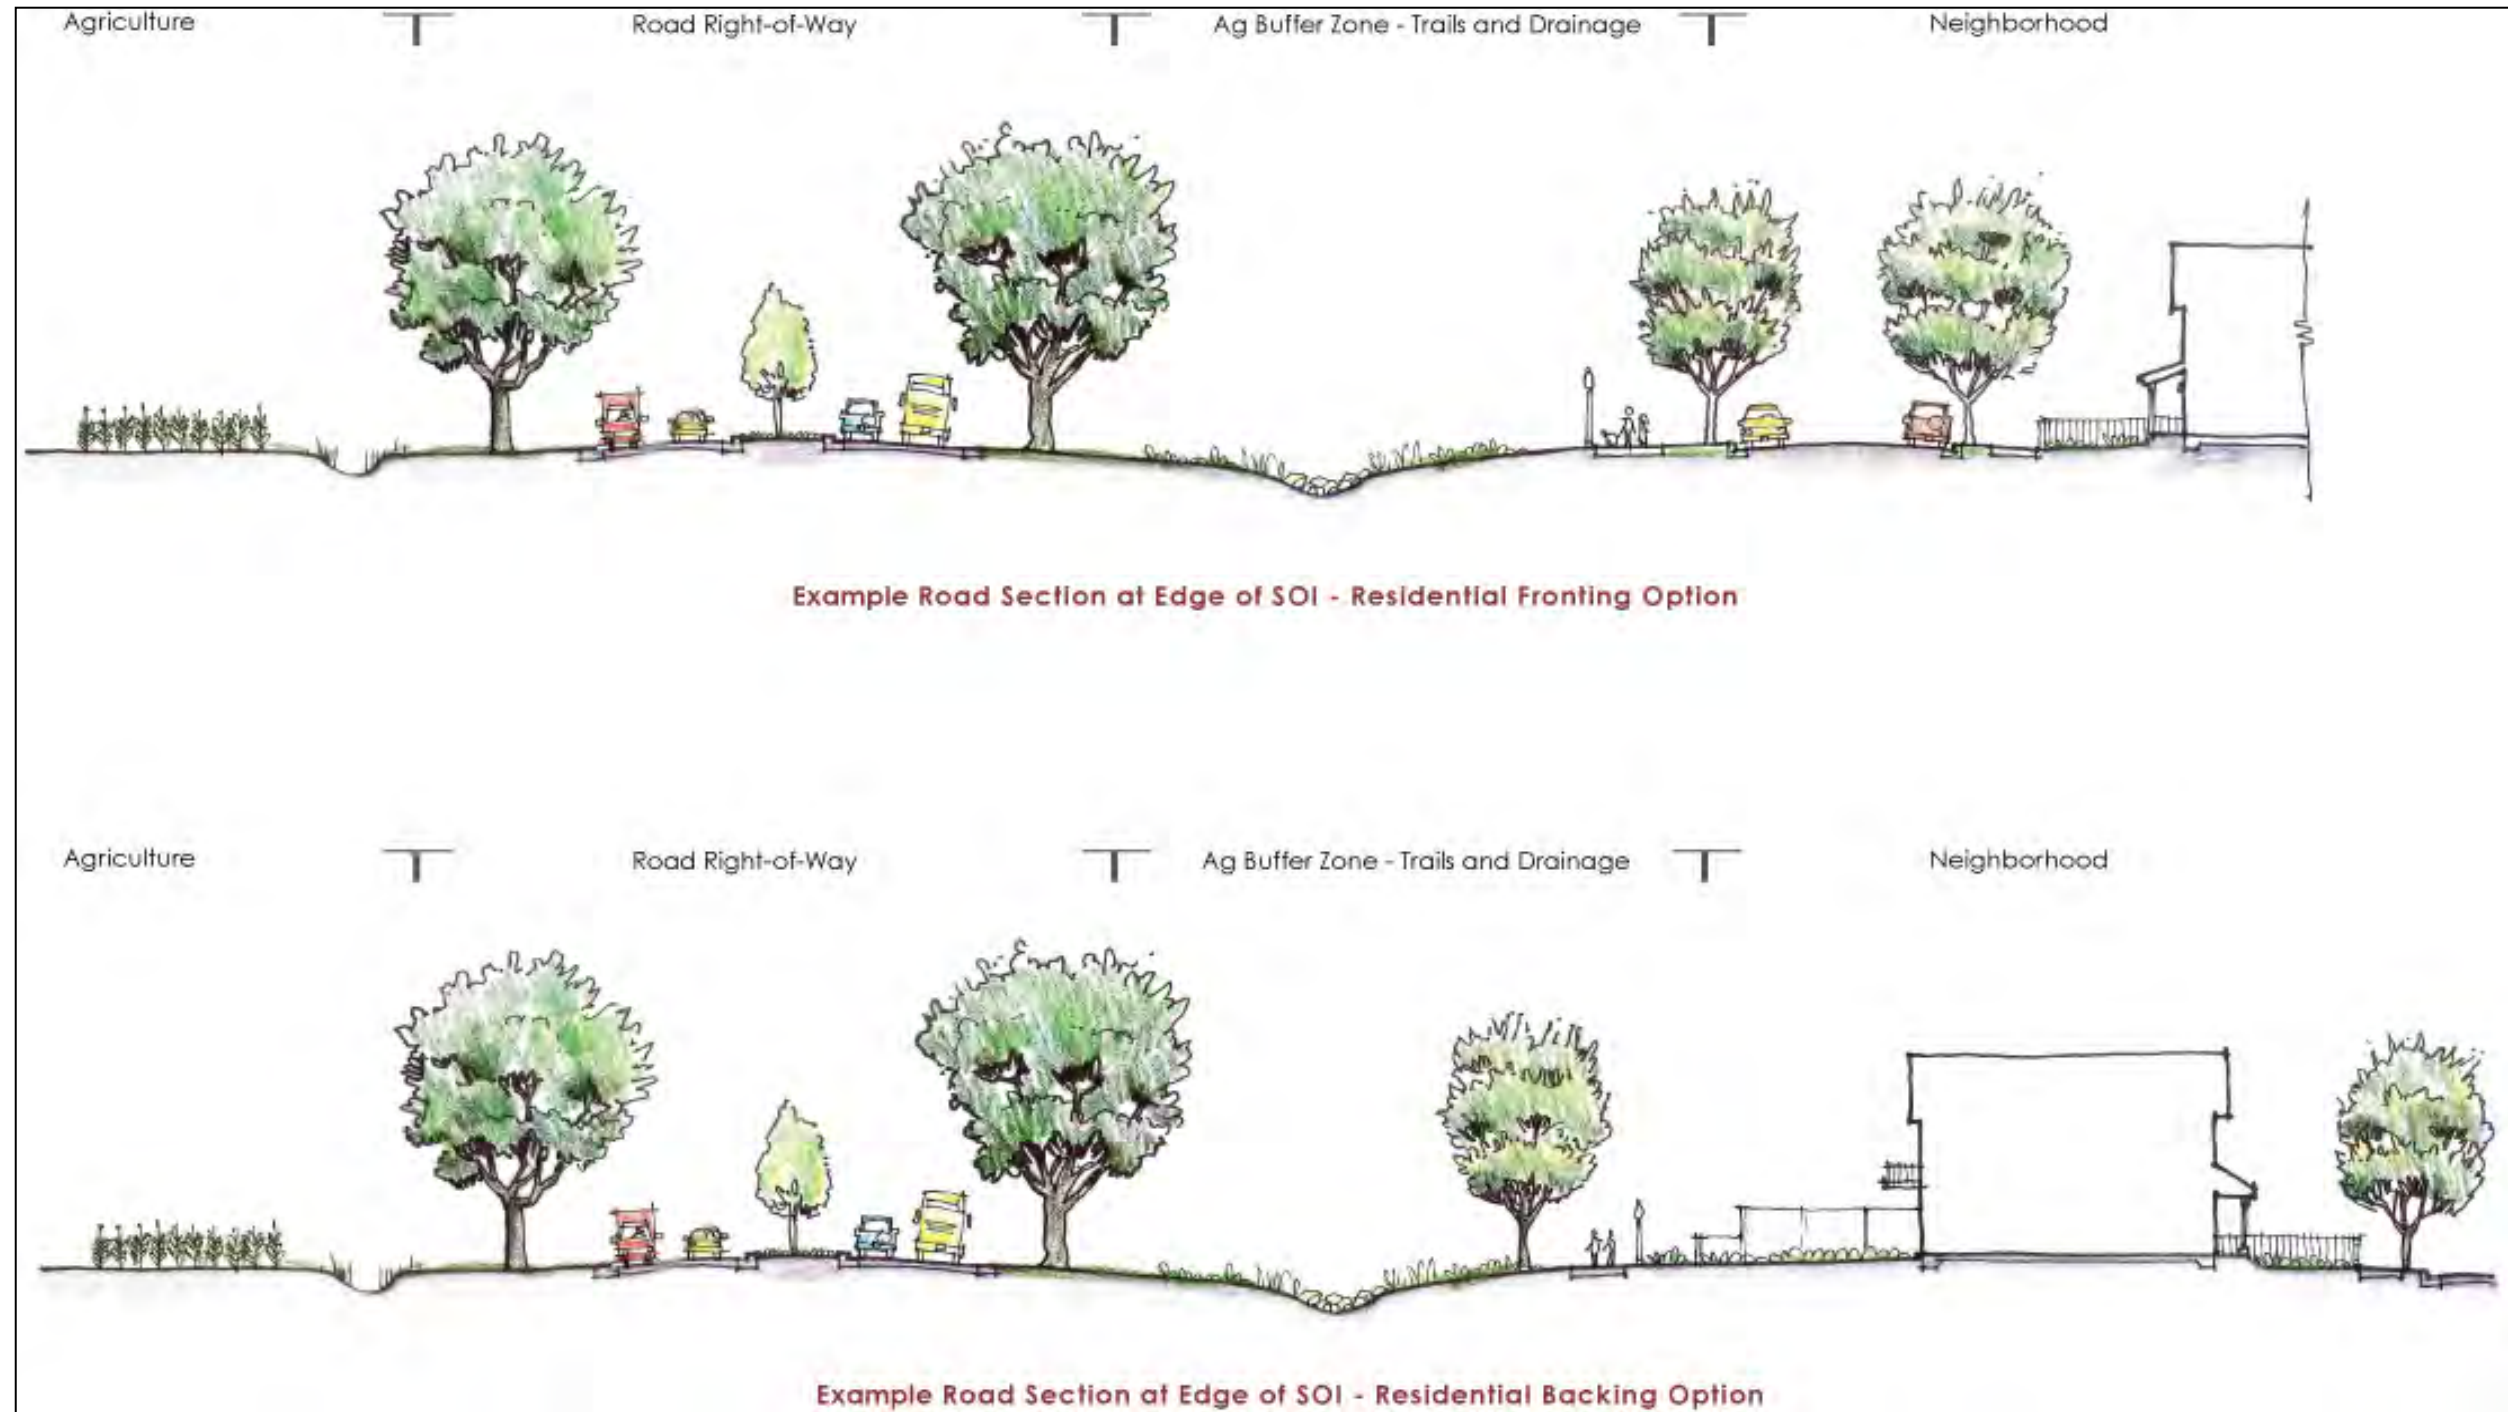 Agriculture
Road Right-of-Way
Ag Buffer Zone - Trails and Drainage
Neighborhood
Example Road Section at Edge of SOI - Residential Fronting Option
Agriculture
Road Right-of-Way
Ag Buffer Zone - Trails and Drainage
Neighborhood
Example Road Section at Edge of SOI - Residential Backing Option